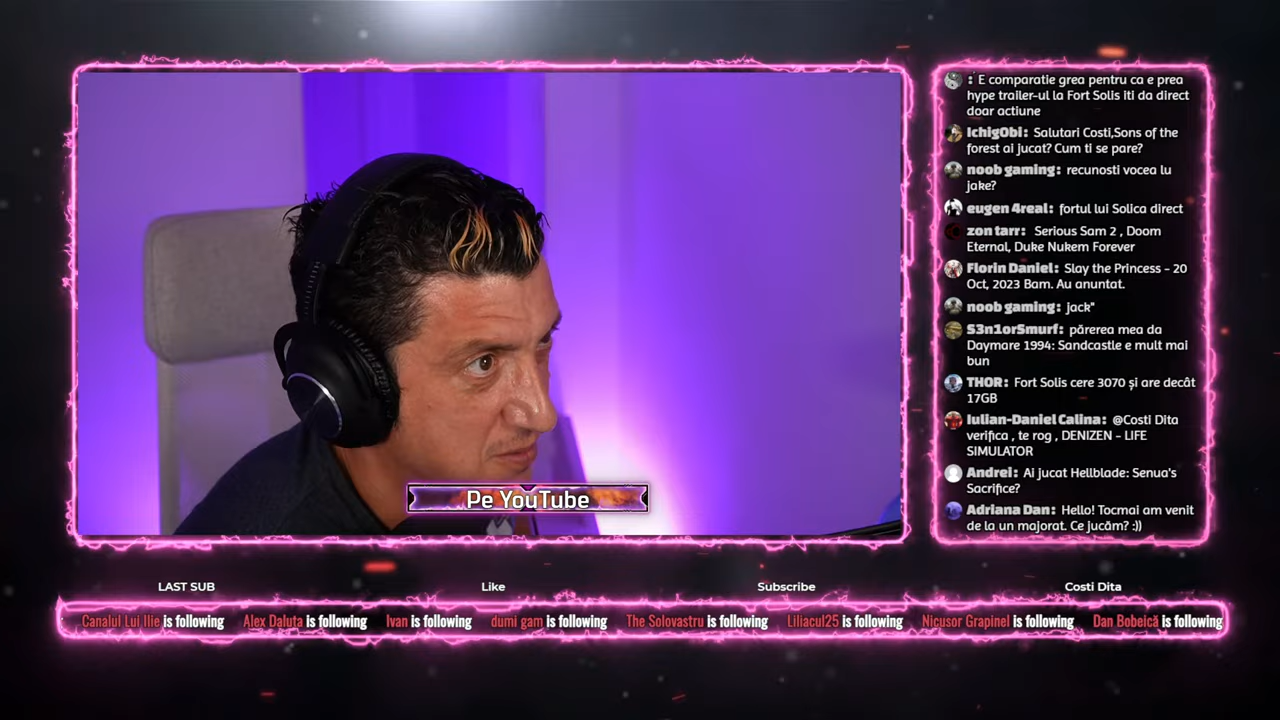 : E comparatie grea pentru ca e prea
hype trailer-ul la Fort Solis iti da direct
doar actiune
IchigObi: Salutari Costi,Sons of the
forest ai jucat? Cum ti se pare?
noob gaming: recunosti vocea lu
jake?
eugen 4real: fortul lui Solica direct
zon tarr: Serious Sam 2 , Doom
Eternal, Duke Nukem Forever
Florin Daniel: Slay the Princess - 20
Oct, 2023 Bam. Au anuntat.
noob gaming: jack"
S3n1orSmurf: părerea mea da
Daymare 1994: Sandcastle e mult mai
bun
THOR: Fort Solis cere 3070 și are decât
17GB
Iulian-Daniel Calina: @Costi Dita
verifica , te rog , DENIZEN - LIFE
SIMULATOR
Andrei: Ai jucat Hellblade: Senua's
Sacrifice?
Adriana Dan: Hello! Tocmai am venit
de la un majorat. Ce jucăm? :))
Pe YouTube
LAST SUB Like Subscribe Costi Dita
Canalul Lui Ilie is following Alex Daluta is following Ivan is following dumi gam is following The Solovastru is following Liliacul25 is following Nicusor Grapinel is following Dan Bobeică is following